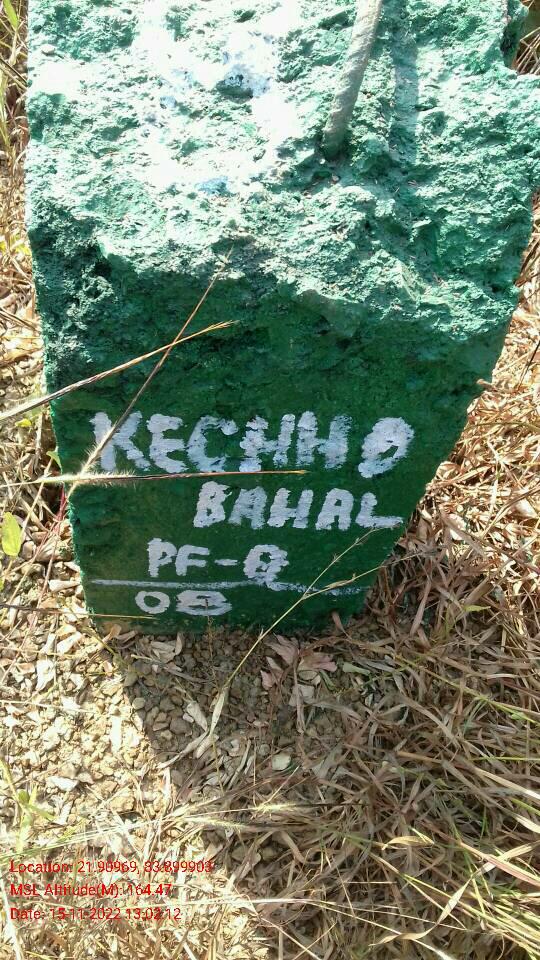 KECHHO
BAHAL
PF-Q
08
Location: 21.90969, 83.899903
MSL Altitude(M): 164.47
Date: 15-11-2022 13:02:12